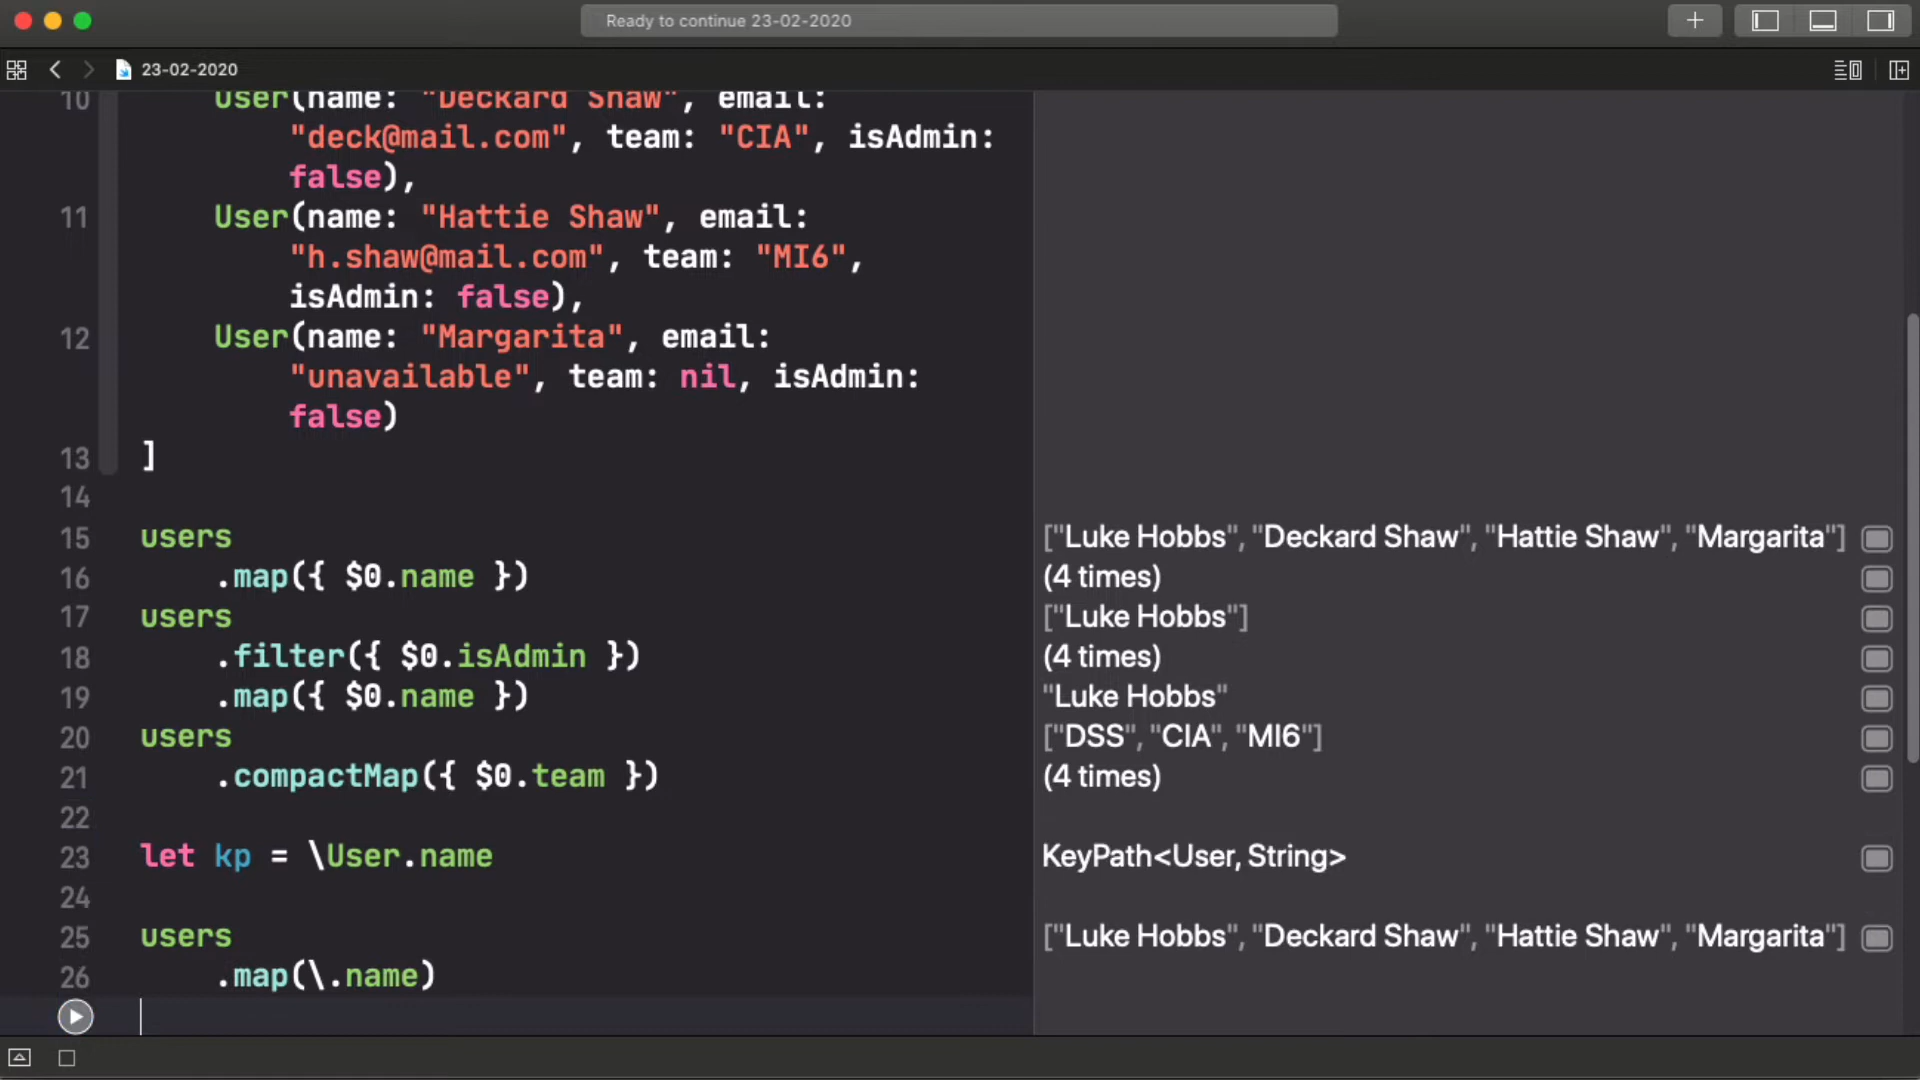 Ready to continue 23-02-2020
23-02-2020
10 User(name: "Deckard Shaw", email:
"deck@mail.com", team: "CIA", isAdmin:
false),
11 User(name: "Hattie Shaw", email:
"h.shaw@mail.com", team: "MI6",
isAdmin: false),
12 User(name: "Margarita", email:
"unavailable", team: nil, isAdmin:
false)
13 ]
14
15 users ["Luke Hobbs", "Deckard Shaw", "Hattie Shaw", "Margarita"]
16 .map({ $0.name }) (4 times)
17 users ["Luke Hobbs"]
18 .filter({ $0.isAdmin }) (4 times)
19 .map({ $0.name }) "Luke Hobbs"
20 users ["DSS", "CIA", "MI6"]
21 .compactMap({ $0.team }) (4 times)
22
23 let kp = \User.name KeyPath<User, String>
24
25 users ["Luke Hobbs", "Deckard Shaw", "Hattie Shaw", "Margarita"]
26 .map(\.name)